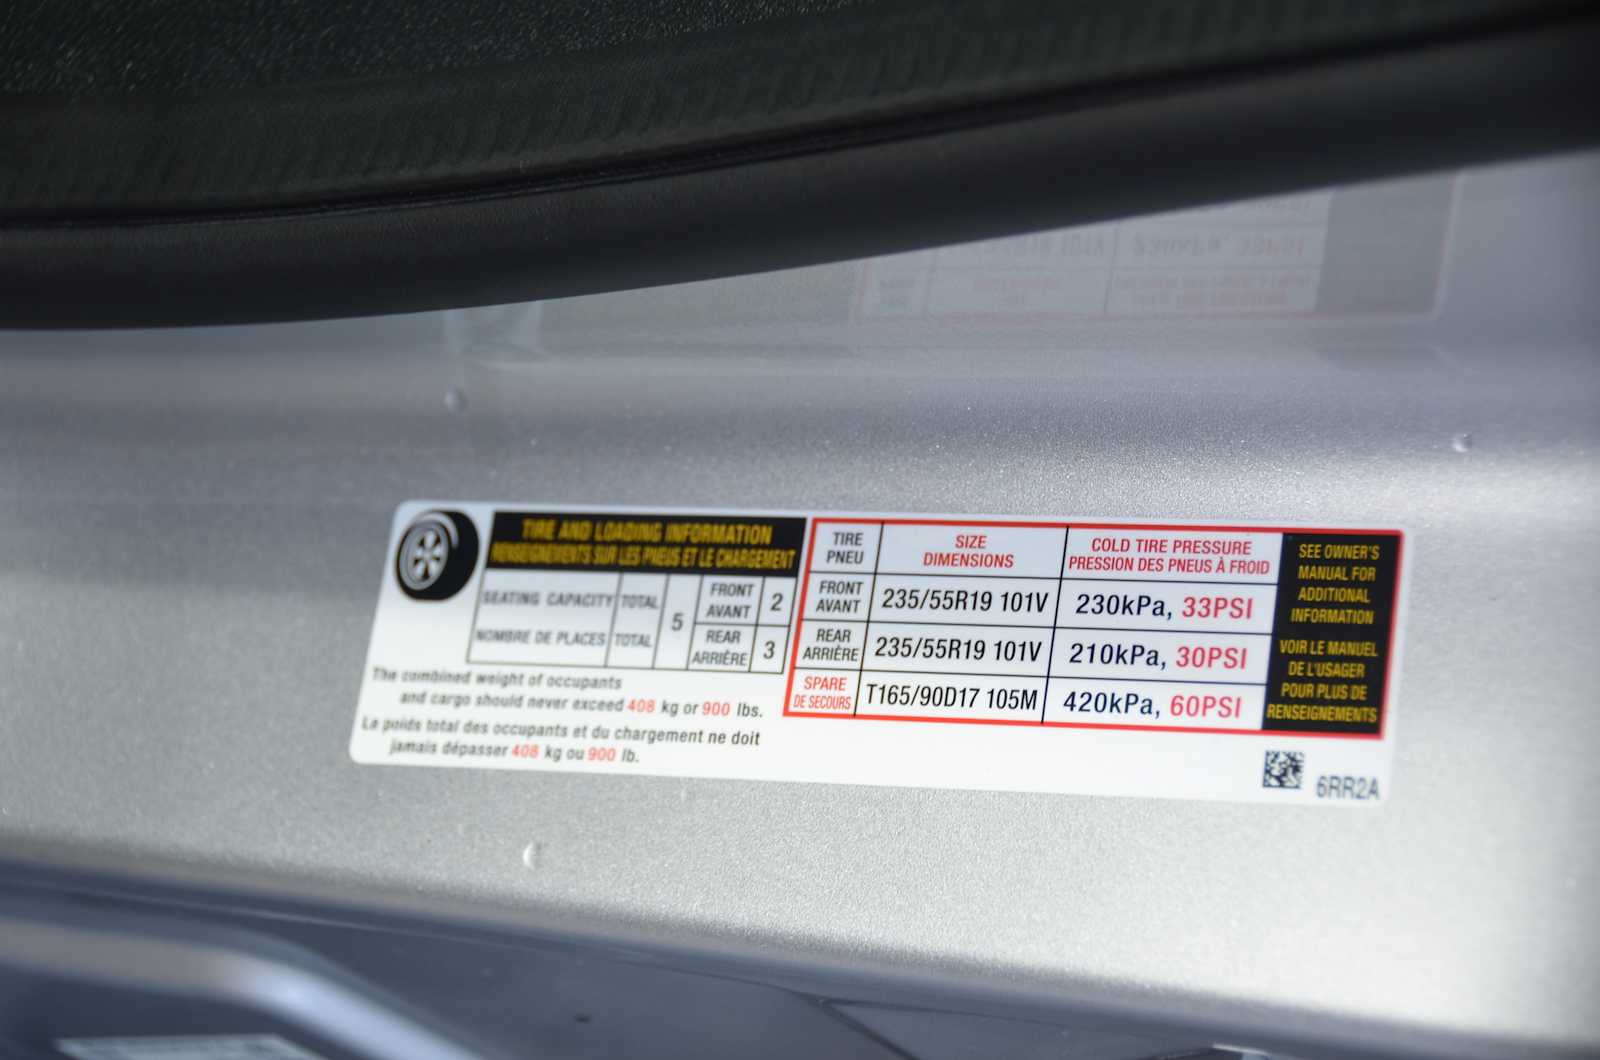 TIRE AND LOADING INFORMATION
RENSEIGNEMENTS SUR LES PNEUS ET LE CHARGEMENT
SEATING CAPACITY TOTAL 5 FRONT AVANT 2
NOMBRE DE PLACES TOTAL REAR ARRIÈRE 3
The combined weight of occupants
and cargo should never exceed 408 kg or 900 lbs.
Le poids total des occupants et du chargement ne doit
jamais dépasser 408 kg ou 900 lb.
TIRE PNEU SIZE DIMENSIONS COLD TIRE PRESSURE PRESSION DES PNEUS À FROID
FRONT AVANT 235/55R19 101V 230kPa, 33PSI
REAR ARRIÈRE 235/55R19 101V 210kPa, 30PSI
SPARE DE SECOURS T165/90D17 105M 420kPa, 60PSI
SEE OWNER'S
MANUAL FOR
ADDITIONAL
INFORMATION
VOIR LE MANUEL
DE L'USAGER
POUR PLUS DE
RENSEIGNEMENTS
6RR2A